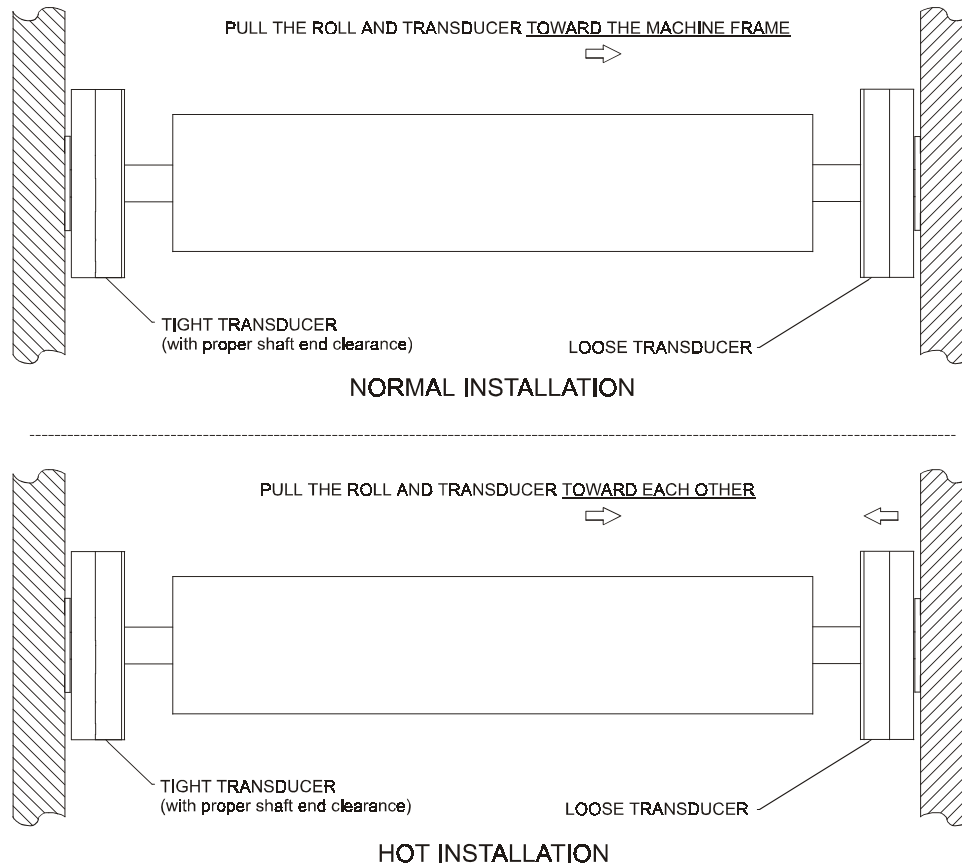 PULL THE ROLL AND TRANSDUCER TOWARD THE MACHINE FRAME
TIGHT TRANSDUCER
(with proper shaft end clearance)
LOOSE TRANSDUCER
NORMAL INSTALLATION
PULL THE ROLL AND TRANSDUCER TOWARD EACH OTHER
TIGHT TRANSDUCER
(with proper shaft end clearance)
LOOSE TRANSDUCER
HOT INSTALLATION